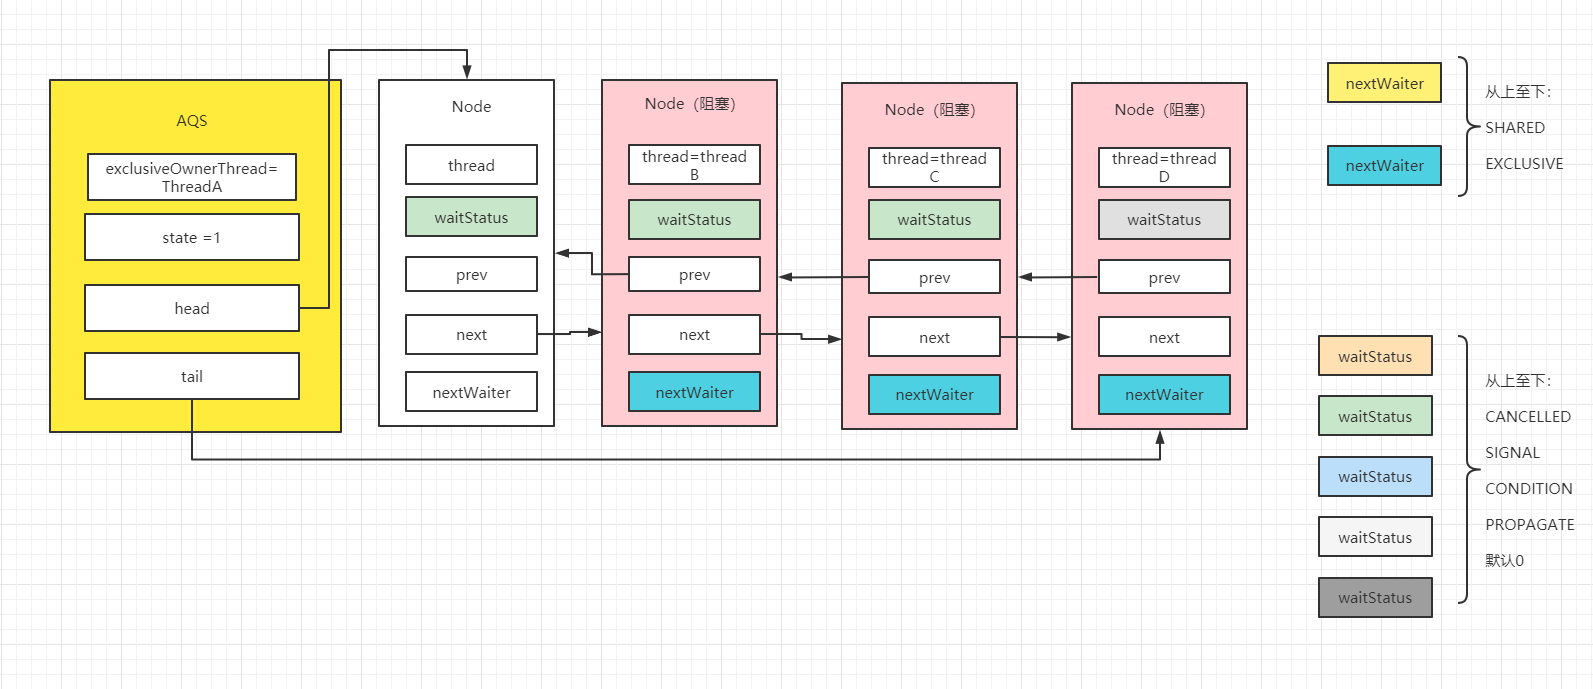 AQS
exclusiveOwnerThread=
ThreadA
state =1
head
tail
Node
thread
waitStatus
prev
next
nextWaiter
Node（阻塞）
thread=thread
B
waitStatus
prev
next
nextWaiter
Node（阻塞）
thread=thread
C
waitStatus
prev
next
nextWaiter
Node（阻塞）
thread=thread
D
waitStatus
prev
next
nextWaiter
nextWaiter
nextWaiter
从上至下：
SHARED
EXCLUSIVE
waitStatus
waitStatus
waitStatus
waitStatus
waitStatus
从上至下：
CANCELLED
SIGNAL
CONDITION
PROPAGATE
默认0